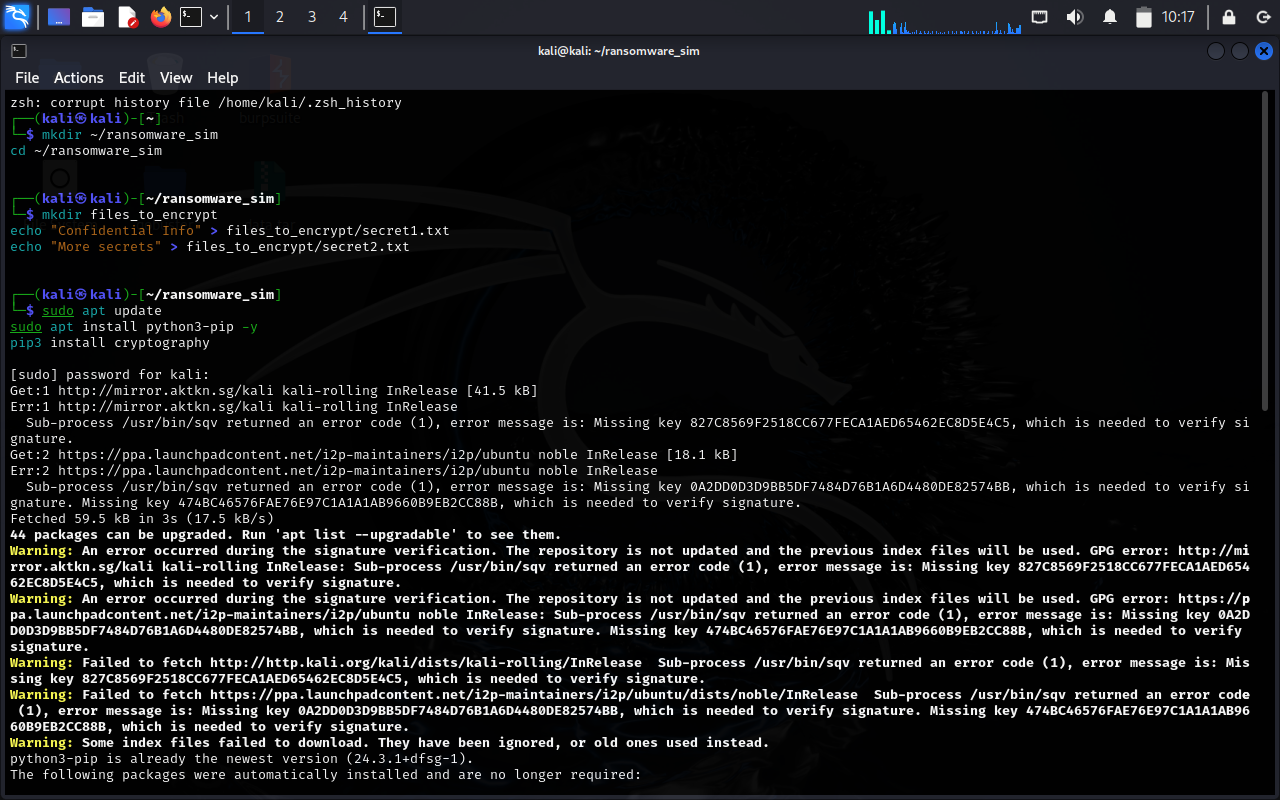 1 2 3 4 10:17
kali@kali: ~/ransomware_sim
File Actions Edit View Help
zsh: corrupt history file /home/kali/.zsh_history
┌──(kali㉿kali)-[~]
└─$ mkdir ~/ransomware_sim
cd ~/ransomware_sim
┌──(kali㉿kali)-[~/ransomware_sim]
└─$ mkdir files_to_encrypt
echo "Confidential Info" > files_to_encrypt/secret1.txt
echo "More secrets" > files_to_encrypt/secret2.txt
┌──(kali㉿kali)-[~/ransomware_sim]
└─$ sudo apt update
sudo apt install python3-pip -y
pip3 install cryptography
[sudo] password for kali:
Get:1 http://mirror.aktkn.sg/kali kali-rolling InRelease [41.5 kB]
Err:1 http://mirror.aktkn.sg/kali kali-rolling InRelease
  Sub-process /usr/bin/sqv returned an error code (1), error message is: Missing key 827C8569F2518CC677FECA1AED65462EC8D5E4C5, which is needed to verify si
gnature.
Get:2 https://ppa.launchpadcontent.net/i2p-maintainers/i2p/ubuntu noble InRelease [18.1 kB]
Err:2 https://ppa.launchpadcontent.net/i2p-maintainers/i2p/ubuntu noble InRelease
  Sub-process /usr/bin/sqv returned an error code (1), error message is: Missing key 0A2DD0D3D9BB5DF7484D76B1A6D4480DE82574BB, which is needed to verify si
gnature. Missing key 474BC46576FAE76E97C1A1A1AB9660B9EB2CC88B, which is needed to verify signature.
Fetched 59.5 kB in 3s (17.5 kB/s)
44 packages can be upgraded. Run 'apt list --upgradable' to see them.
Warning: An error occurred during the signature verification. The repository is not updated and the previous index files will be used. GPG error: http://mi
rror.aktkn.sg/kali kali-rolling InRelease: Sub-process /usr/bin/sqv returned an error code (1), error message is: Missing key 827C8569F2518CC677FECA1AED654
62EC8D5E4C5, which is needed to verify signature.
Warning: An error occurred during the signature verification. The repository is not updated and the previous index files will be used. GPG error: https://p
pa.launchpadcontent.net/i2p-maintainers/i2p/ubuntu noble InRelease: Sub-process /usr/bin/sqv returned an error code (1), error message is: Missing key 0A2D
D0D3D9BB5DF7484D76B1A6D4480DE82574BB, which is needed to verify signature. Missing key 474BC46576FAE76E97C1A1A1AB9660B9EB2CC88B, which is needed to verify
signature.
Warning: Failed to fetch http://http.kali.org/kali/dists/kali-rolling/InRelease  Sub-process /usr/bin/sqv returned an error code (1), error message is: Mis
sing key 827C8569F2518CC677FECA1AED65462EC8D5E4C5, which is needed to verify signature.
Warning: Failed to fetch https://ppa.launchpadcontent.net/i2p-maintainers/i2p/ubuntu/dists/noble/InRelease  Sub-process /usr/bin/sqv returned an error code
 (1), error message is: Missing key 0A2DD0D3D9BB5DF7484D76B1A6D4480DE82574BB, which is needed to verify signature. Missing key 474BC46576FAE76E97C1A1A1AB96
60B9EB2CC88B, which is needed to verify signature.
Warning: Some index files failed to download. They have been ignored, or old ones used instead.
python3-pip is already the newest version (24.3.1+dfsg-1).
The following packages were automatically installed and are no longer required: